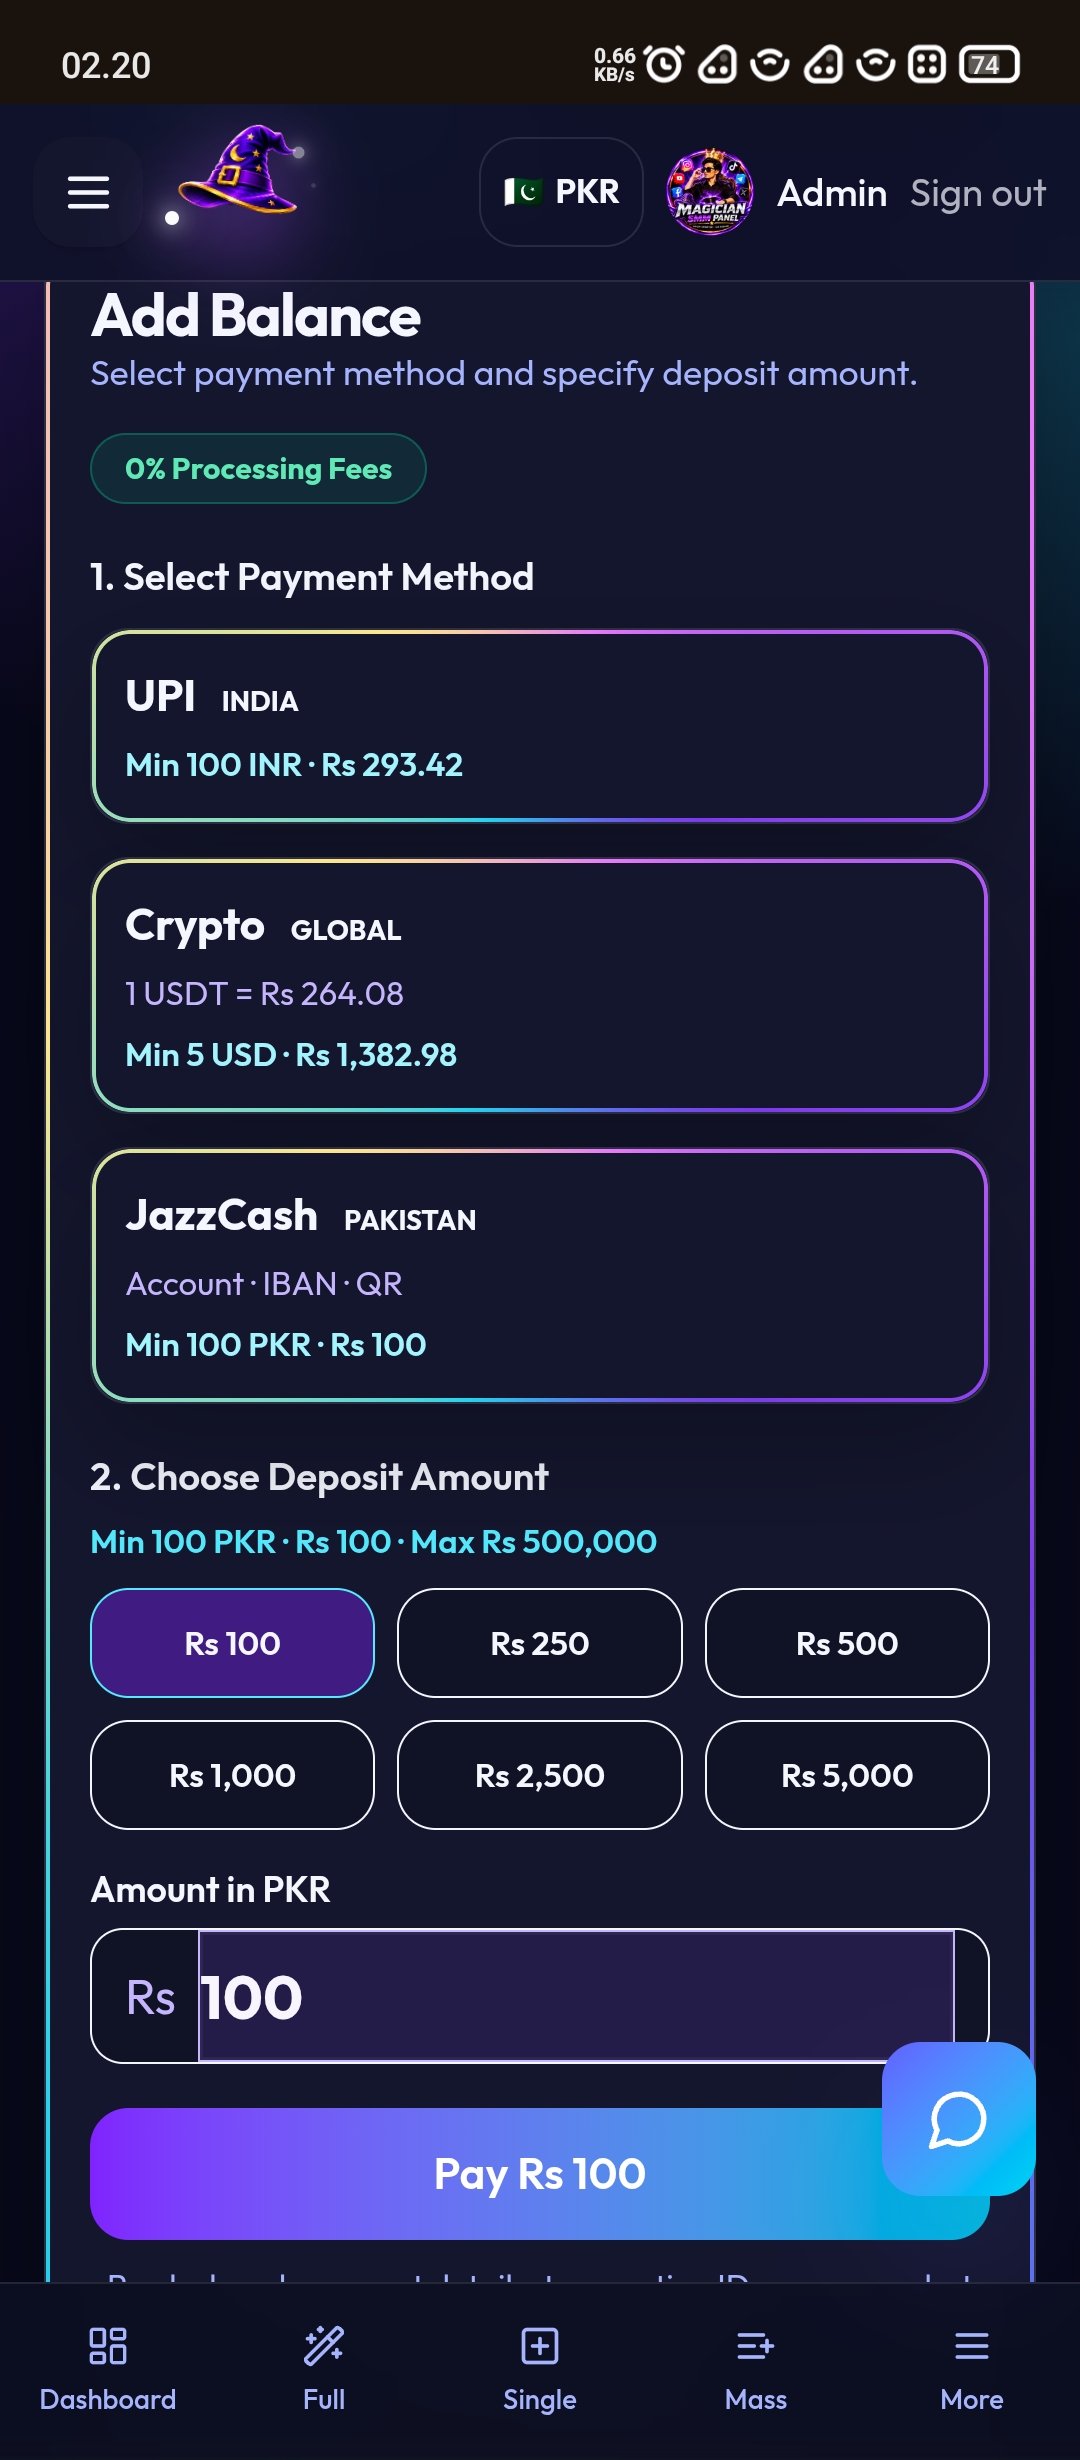 02.20
0.66
KB/s
74
PKR
MAGICIAN
SMM PANEL
Admin
Sign out
Add Balance
Select payment method and specify deposit amount.
0% Processing Fees
1. Select Payment Method
UPI INDIA
Min 100 INR · Rs 293.42
Crypto GLOBAL
1 USDT = Rs 264.08
Min 5 USD · Rs 1,382.98
JazzCash PAKISTAN
Account · IBAN · QR
Min 100 PKR · Rs 100
2. Choose Deposit Amount
Min 100 PKR · Rs 100 · Max Rs 500,000
Rs 100 Rs 250 Rs 500
Rs 1,000 Rs 2,500 Rs 5,000
Amount in PKR
Rs 100
Pay Rs 100
Dashboard Full Single Mass More